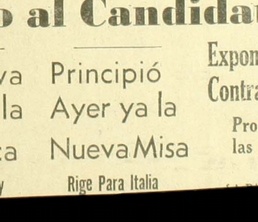 o al Candida
Principió
Ayer ya la
Nueva Misa
Rige Para Italia
Expon
Contra
Pro
las